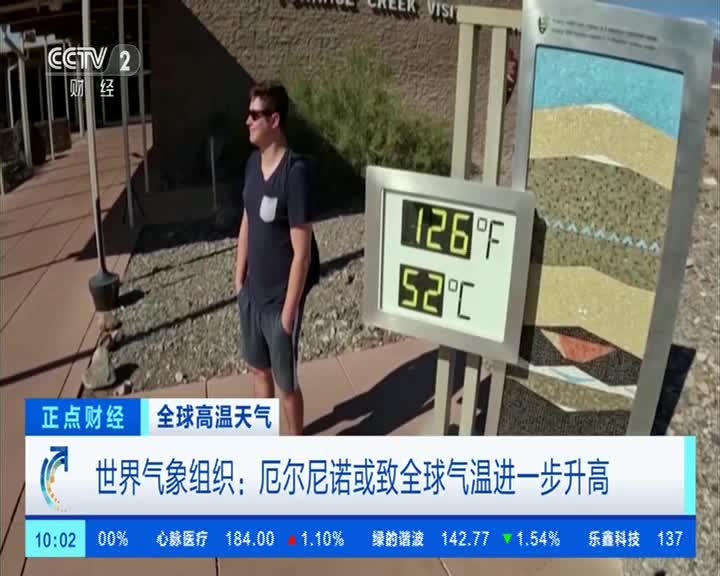 CREEK VISI
CCTV 2
财经
126°F
52°C
正点财经 全球高温天气
世界气象组织：厄尔尼诺或致全球气温进一步升高
10:02 00% 心脉医疗 184.00 ▲1.10% 绿的谐波 142.77 ▼1.54% 乐鑫科技 137